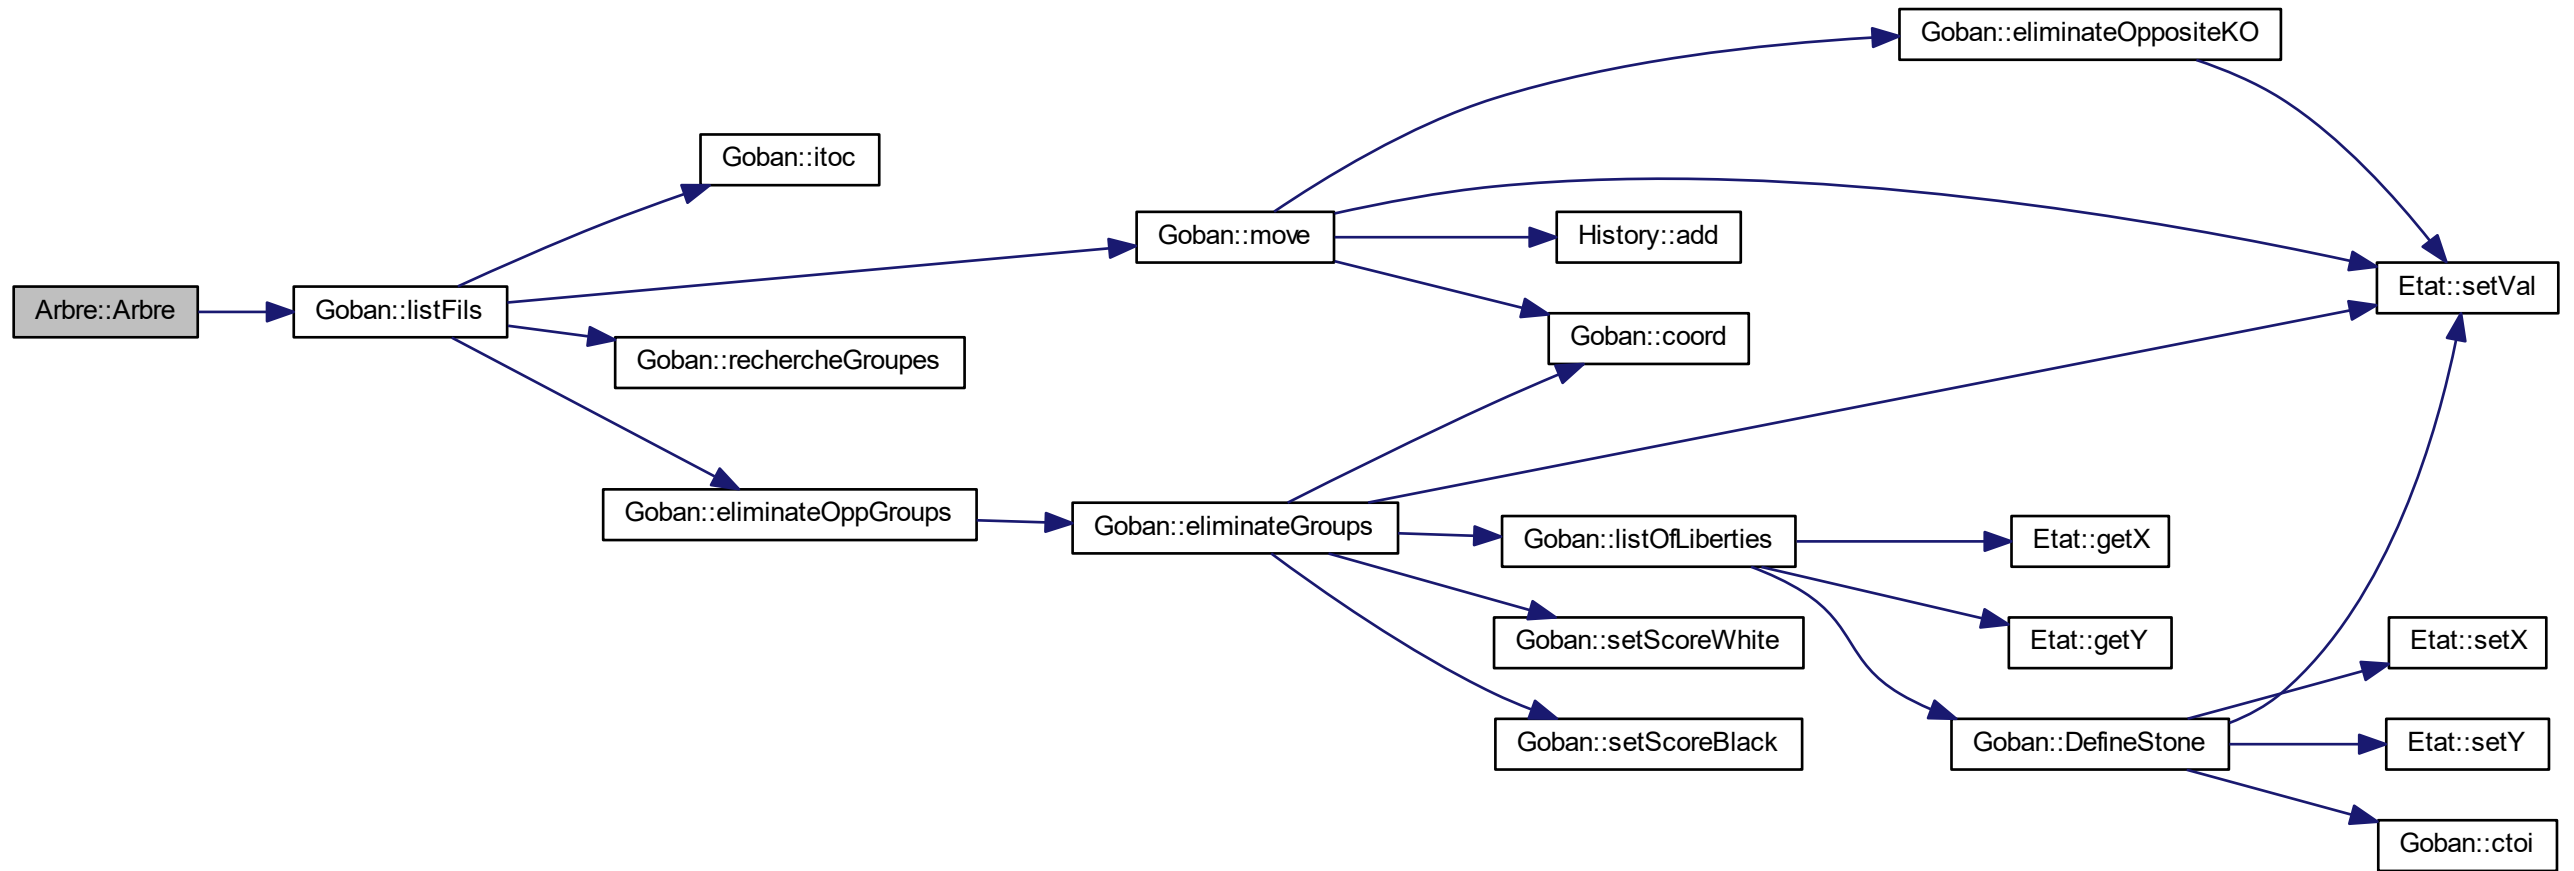 Goban::eliminateOppositeKO
Goban::itoc
Goban::move
History::add
Etat::setVal
Arbre::Arbre
Goban::listFils
Goban::coord
Goban::rechercheGroupes
Goban::eliminateOppGroups
Goban::eliminateGroups
Goban::listOfLiberties
Etat::getX
Goban::setScoreWhite
Etat::getY
Etat::setX
Goban::setScoreBlack
Goban::DefineStone
Etat::setY
Goban::ctoi